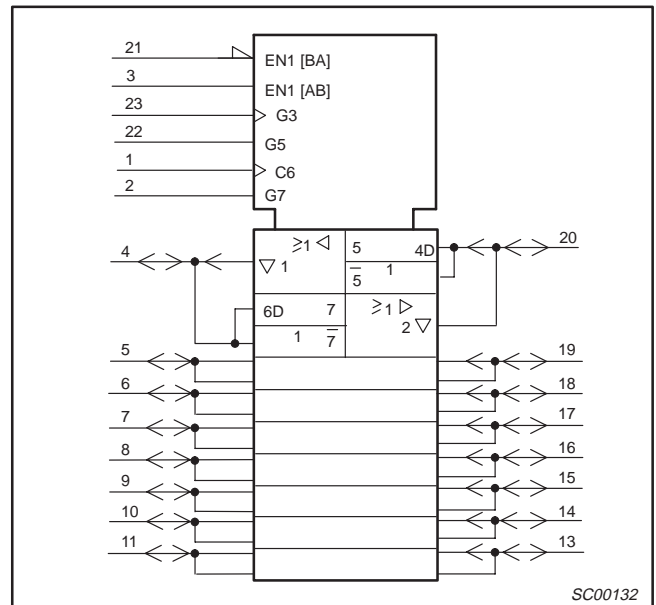 21 EN1 [BA]
3 EN1 [AB]
23 G3
22 G5
1 C6
2 G7
4 ≥1 5 4D 20
1 5 1
6D 7 ≥1
1 7 2
5 19
6 18
7 17
8 16
9 15
10 14
11 13
SC00132